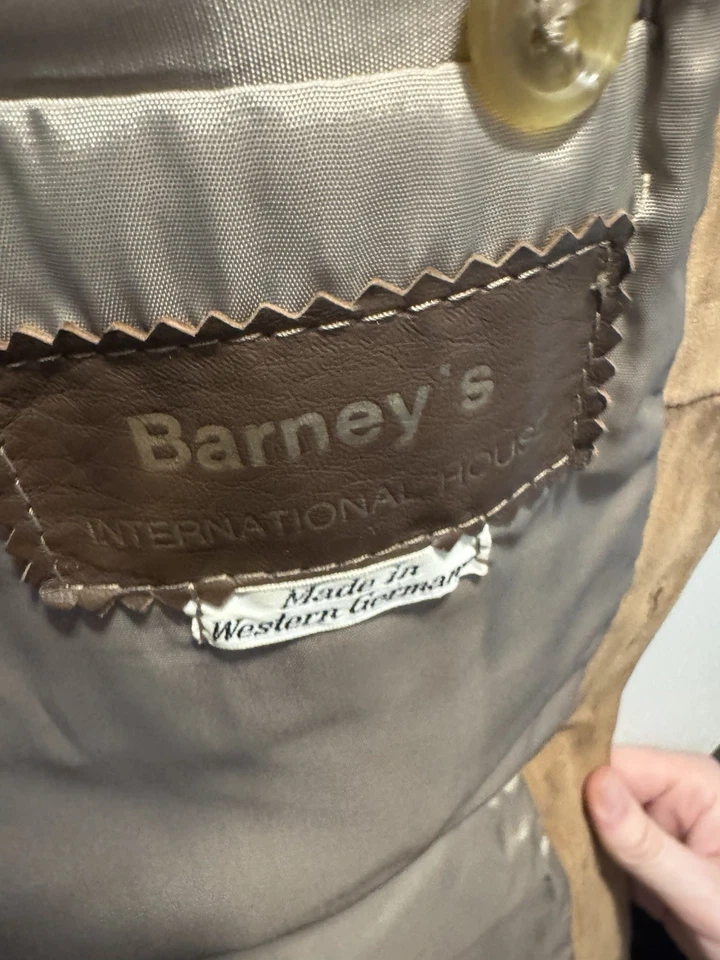 Barney's
INTERNATIONAL HOUSE
Made in
Western German